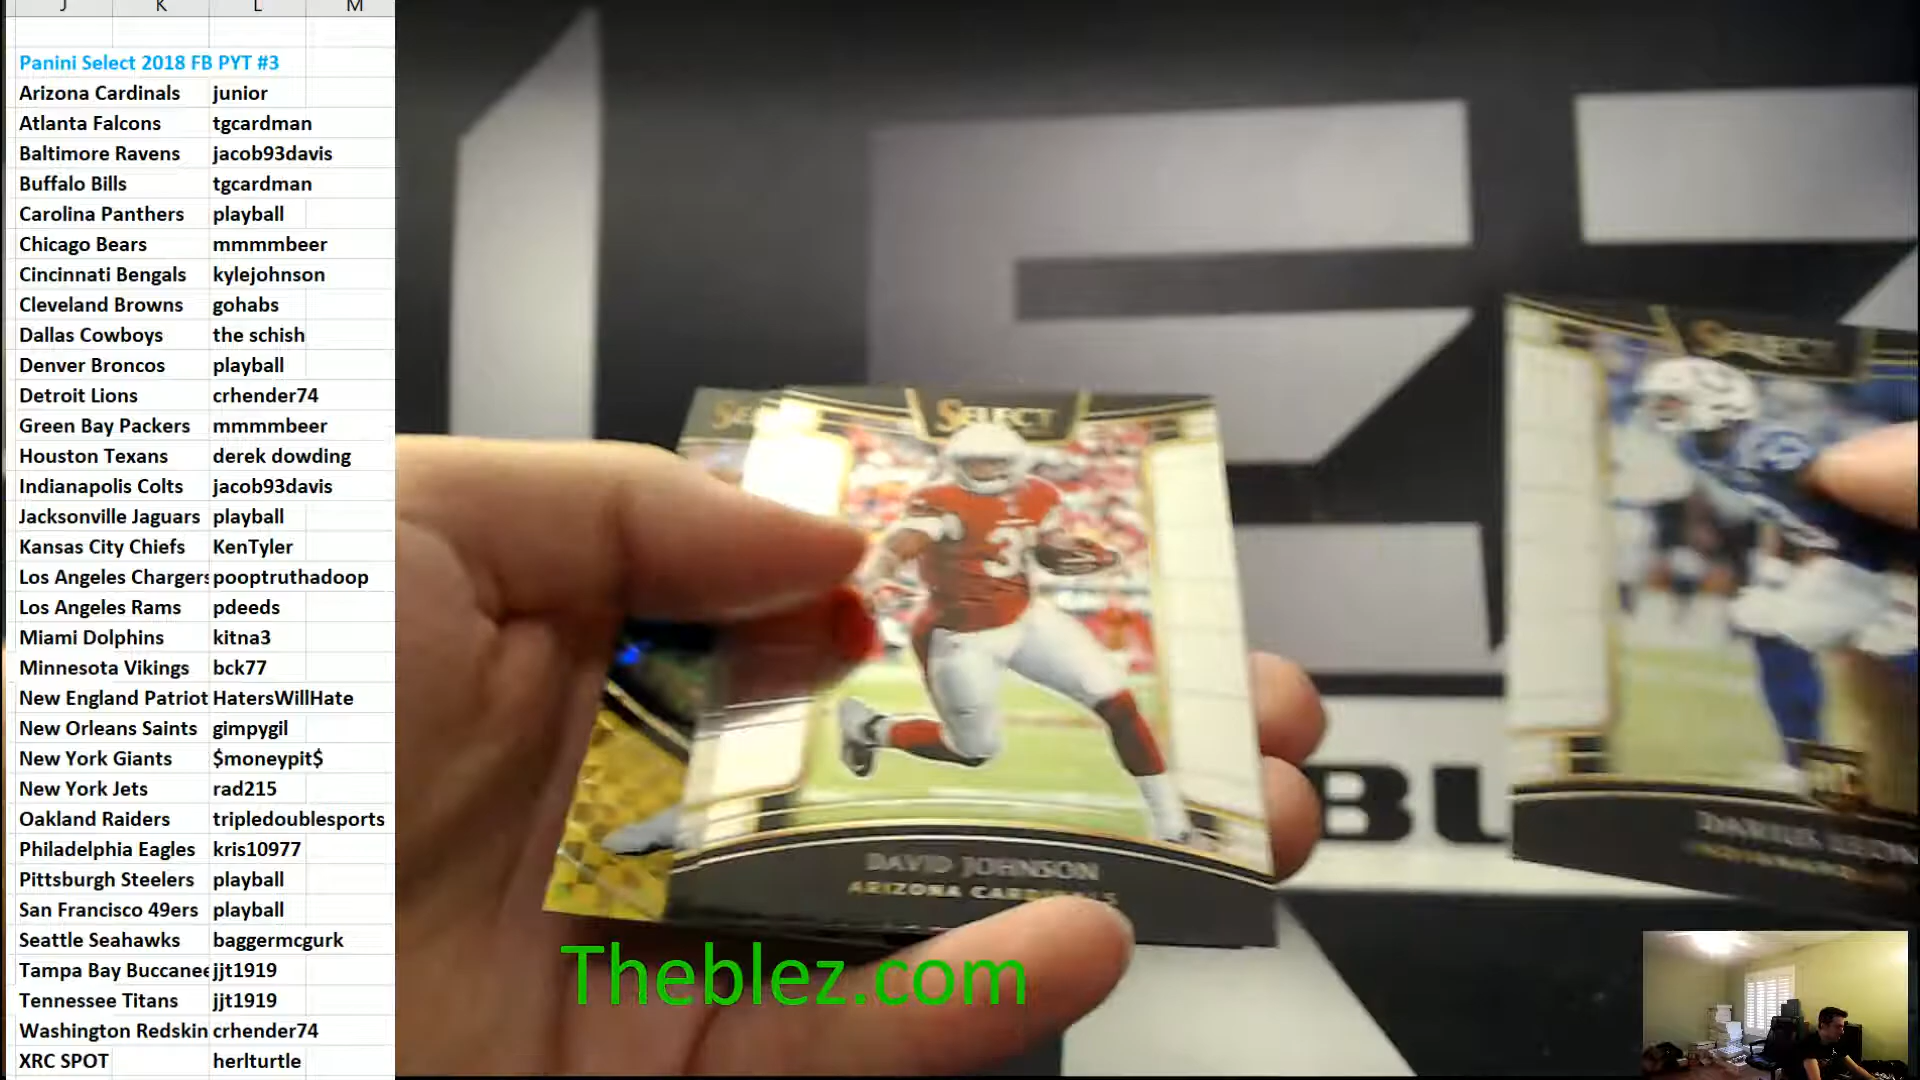 J K L M
Panini Select 2018 FB PYT #3
Arizona Cardinals junior
Atlanta Falcons tgcardman
Baltimore Ravens jacob93davis
Buffalo Bills tgcardman
Carolina Panthers playball
Chicago Bears mmmmbeer
Cincinnati Bengals kylejohnson
Cleveland Browns gohabs
Dallas Cowboys the schish
Denver Broncos playball
Detroit Lions crhender74
Green Bay Packers mmmmbeer
Houston Texans derek dowding
Indianapolis Colts jacob93davis
Jacksonville Jaguars playball
Kansas City Chiefs KenTyler
Los Angeles Chargers pooptruthadoop
Los Angeles Rams pdeeds
Miami Dolphins kitna3
Minnesota Vikings bck77
New England Patriot HatersWillHate
New Orleans Saints gimpygil
New York Giants $moneypit$
New York Jets rad215
Oakland Raiders tripledoublesports
Philadelphia Eagles kris10977
Pittsburgh Steelers playball
San Francisco 49ers playball
Seattle Seahawks baggermcgurk
Tampa Bay Buccanee jjt1919
Tennessee Titans jjt1919
Washington Redskin crhender74
XRC SPOT herlturtle
SELECT
DAVID JOHNSON
ARIZONA CARDINALS
SELECT
DARIUS
RC
Theblez.com